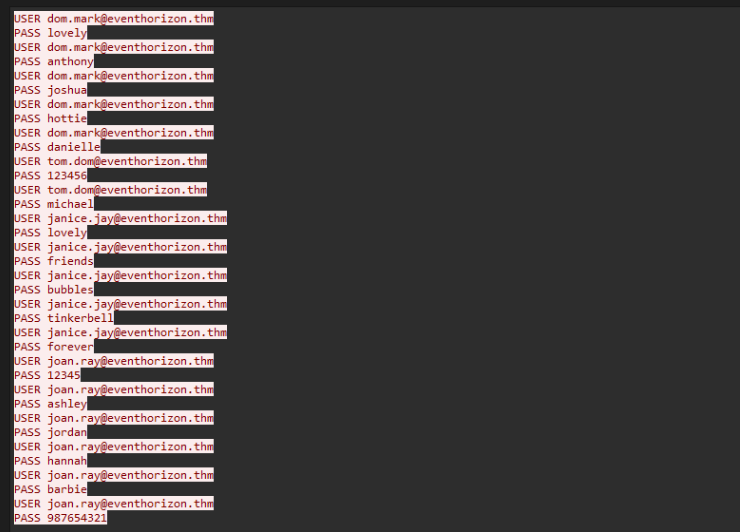 USER dom.mark@eventhorizon.thm
PASS lovely
USER dom.mark@eventhorizon.thm
PASS anthony
USER dom.mark@eventhorizon.thm
PASS joshua
USER dom.mark@eventhorizon.thm
PASS hottie
USER dom.mark@eventhorizon.thm
PASS danielle
USER tom.dom@eventhorizon.thm
PASS 123456
USER tom.dom@eventhorizon.thm
PASS michael
USER janice.jay@eventhorizon.thm
PASS lovely
USER janice.jay@eventhorizon.thm
PASS friends
USER janice.jay@eventhorizon.thm
PASS bubbles
USER janice.jay@eventhorizon.thm
PASS tinkerbell
USER janice.jay@eventhorizon.thm
PASS forever
USER joan.ray@eventhorizon.thm
PASS 12345
USER joan.ray@eventhorizon.thm
PASS ashley
USER joan.ray@eventhorizon.thm
PASS jordan
USER joan.ray@eventhorizon.thm
PASS hannah
USER joan.ray@eventhorizon.thm
PASS barbie
USER joan.ray@eventhorizon.thm
PASS 987654321